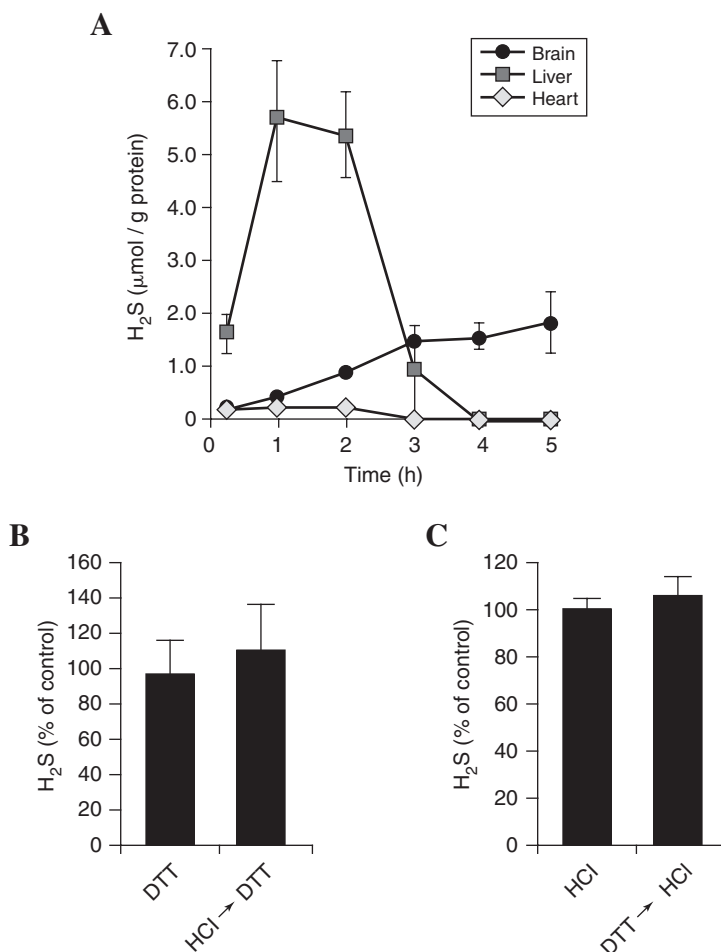 A
7.0
6.0
5.0
4.0
3.0
2.0
1.0
0
H₂S (μmol / g protein)
0 1 2 3 4 5
Time (h)
Brain
Liver
Heart
B
160
140
120
100
80
60
40
20
0
H₂S (% of control)
DTT
HCl → DTT
C
120
100
80
60
40
20
0
H₂S (% of control)
HCl
DTT → HCl